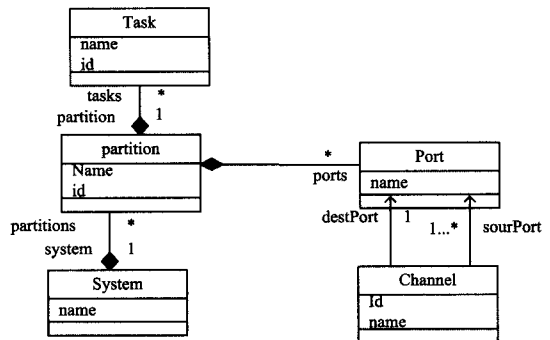 Task
name
id
tasks *
partition 1
partition
Name
id
* ports
Port
name
partitions *
system 1
System
name
destPort 1
1...* sourPort
Channel
Id
name